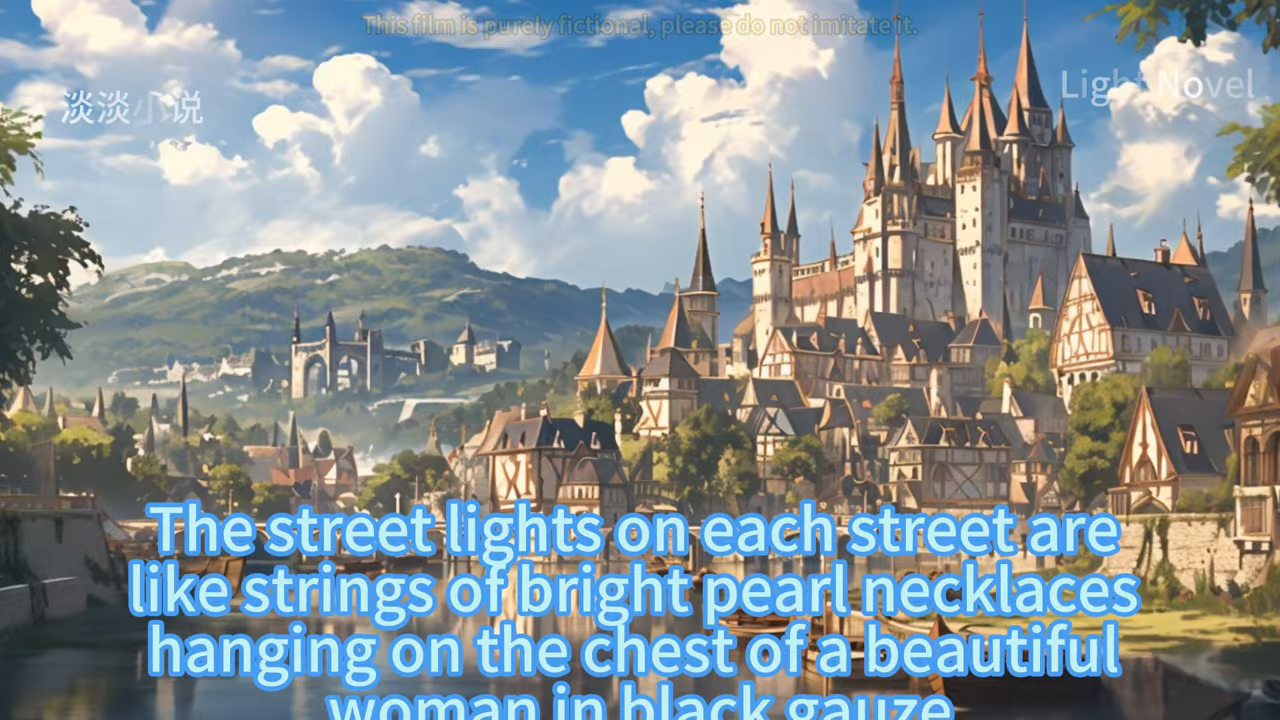 This film is purely fictional, please do not imitate it.
淡淡小说
Light Novel
The street lights on each street are
like strings of bright pearl necklaces
hanging on the chest of a beautiful
woman in black gauze